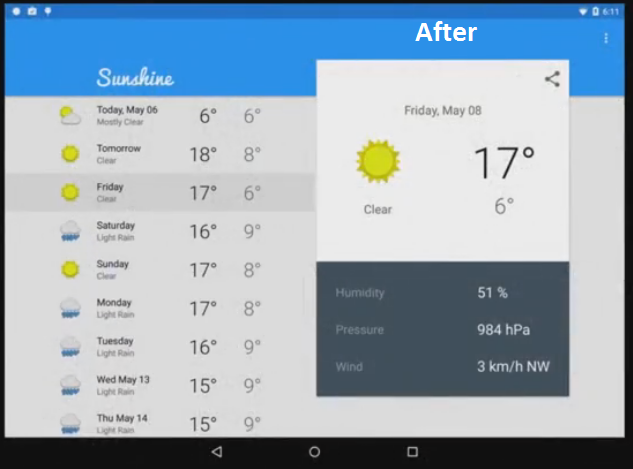 6:11
After
Sunshine
Today, May 06 6° 6°
Mostly Clear
Tomorrow 18° 8°
Clear
Friday 17° 6°
Clear
Saturday 16° 9°
Light Rain
Sunday 17° 8°
Clear
Monday 17° 8°
Light Rain
Tuesday 16° 9°
Light Rain
Wed May 13 15° 9°
Light Rain
Thu May 14 15° 9°
Light Rain
Friday, May 08
17°
Clear 6°
Humidity 51 %
Pressure 984 hPa
Wind 3 km/h NW